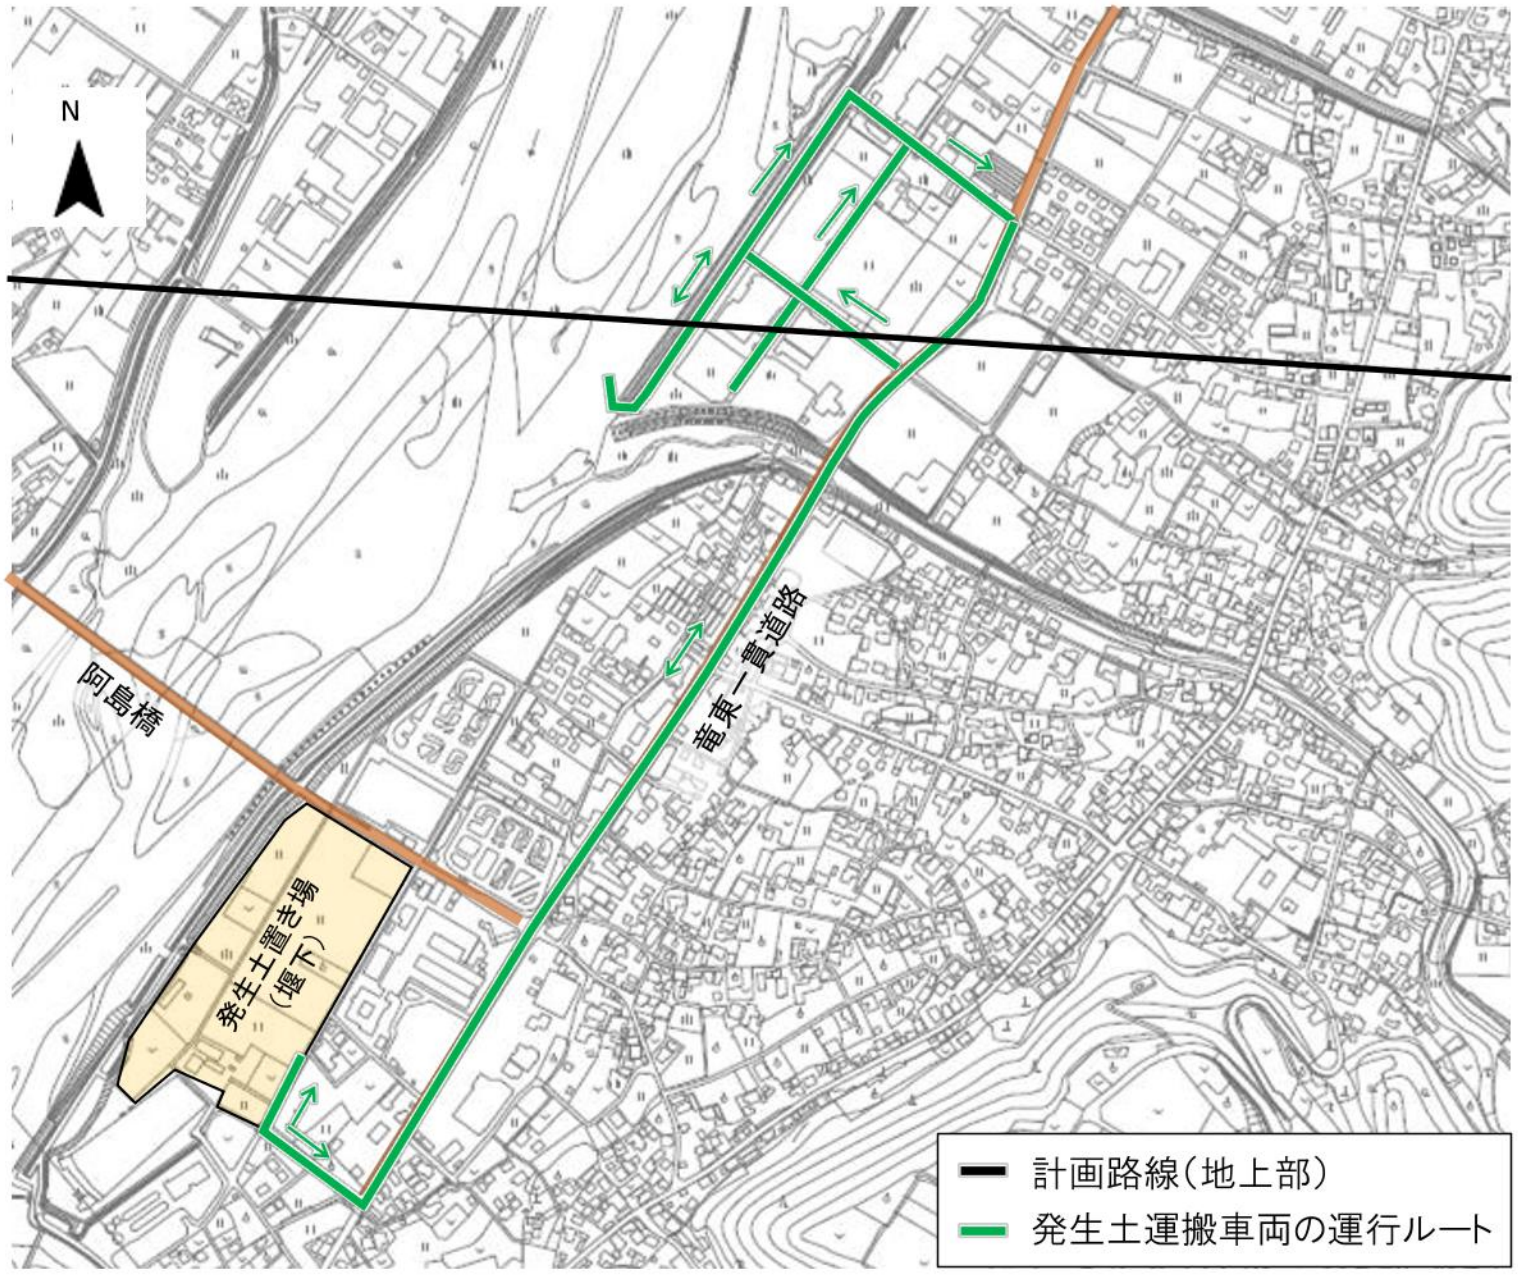 N
阿島橋
竜東一貫道路
発生土置き場
(堰下)
計画路線(地上部)
発生土運搬車両の運行ルート